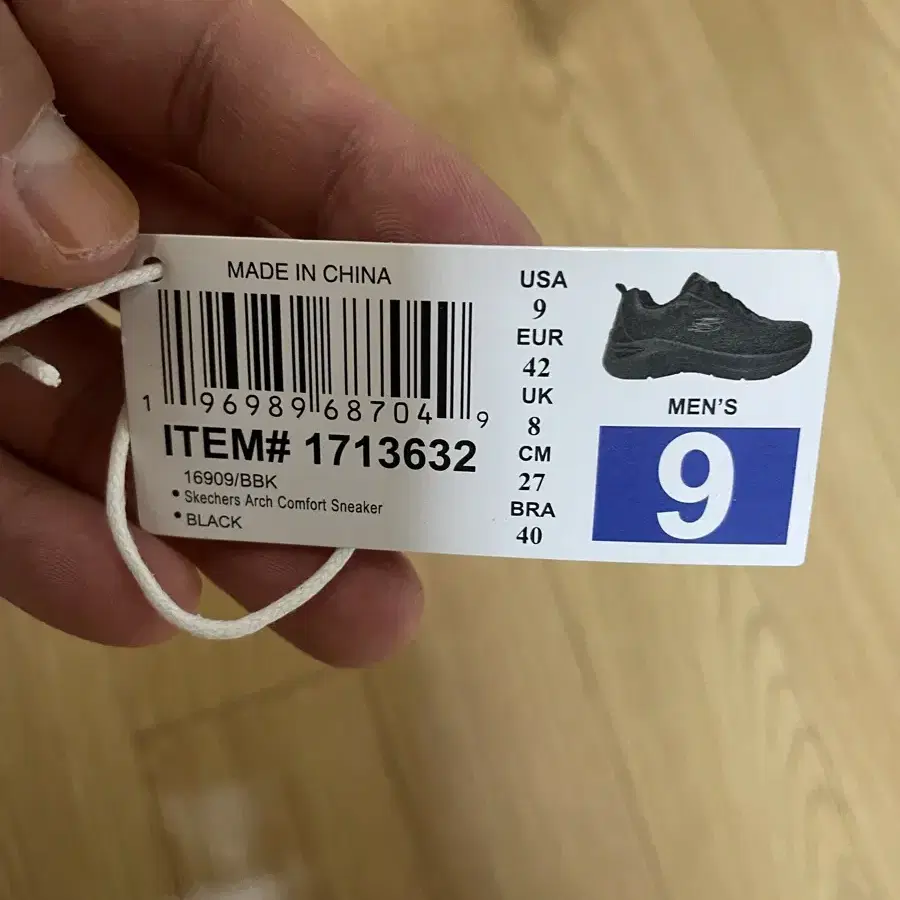 MADE IN CHINA
1 96989 68704 9
ITEM# 1713632
16909/BBK
• Skechers Arch Comfort Sneaker
• BLACK
USA
9
EUR
42
UK
8
CM
27
BRA
40
MEN'S
9